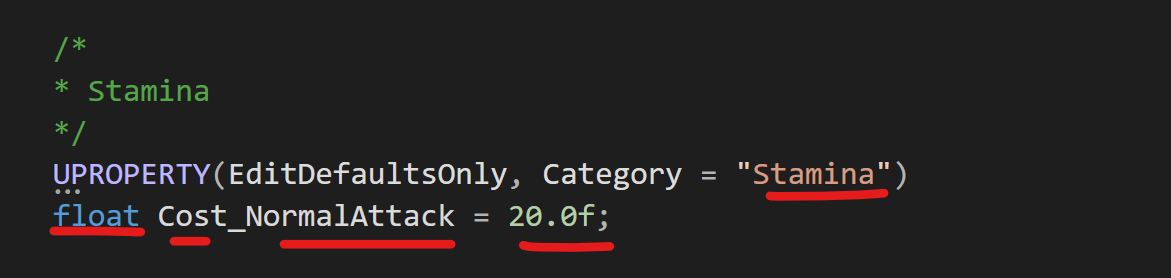 /*
* Stamina
*/
UPROPERTY(EditDefaultsOnly, Category = "Stamina")
float Cost_NormalAttack = 20.0f;